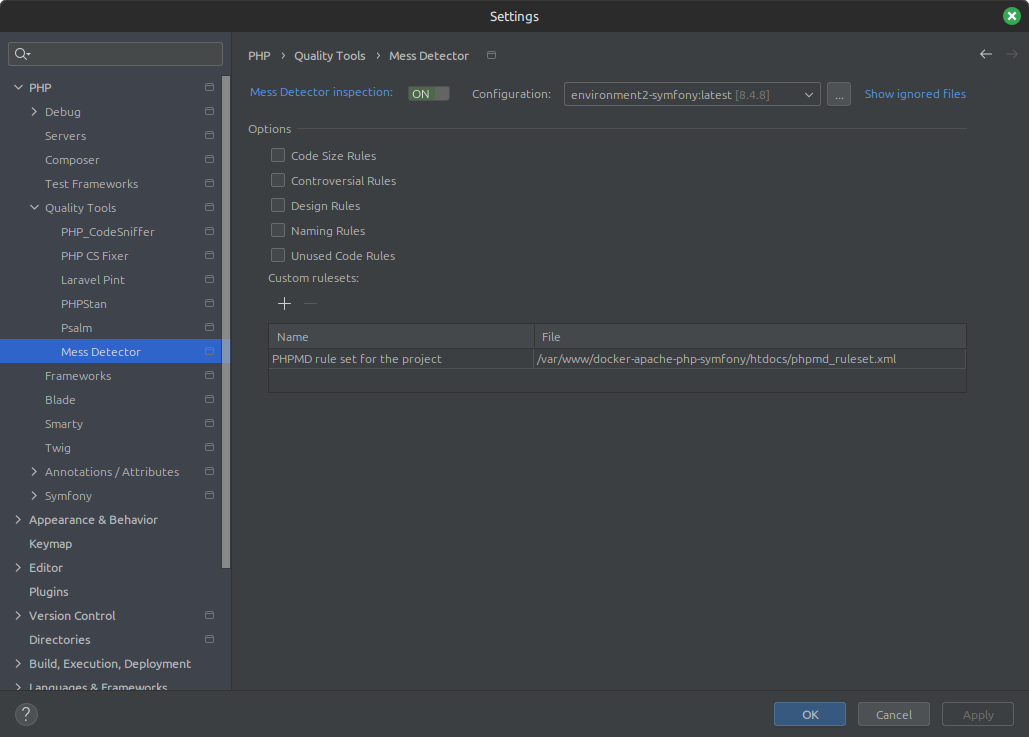 Settings
PHP › Quality Tools › Mess Detector
Mess Detector inspection: ON Configuration: environment2-symfony:latest [8.4.8] ... Show ignored files
Options
Code Size Rules
Controversial Rules
Design Rules
Naming Rules
Unused Code Rules
Custom rulesets:
Name File
PHPMD rule set for the project /var/www/docker-apache-php-symfony/htdocs/phpmd_ruleset.xml
PHP
Debug
Servers
Composer
Test Frameworks
Quality Tools
PHP_CodeSniffer
PHP CS Fixer
Laravel Pint
PHPStan
Psalm
Mess Detector
Frameworks
Blade
Smarty
Twig
Annotations / Attributes
Symfony
Appearance & Behavior
Keymap
Editor
Plugins
Version Control
Directories
Build, Execution, Deployment
Languages & Frameworks
? OK Cancel Apply